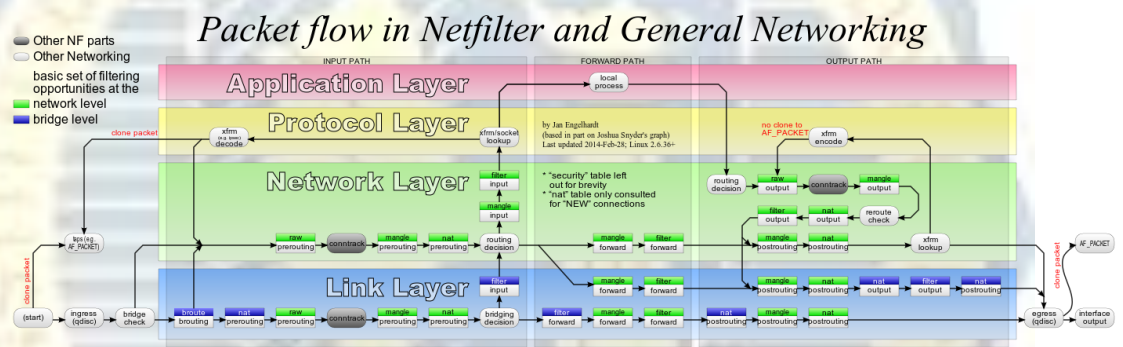 Packet flow in Netfilter and General Networking
Other NF parts
Other Networking
basic set of filtering
opportunities at the
network level
bridge level
INPUT PATH
FORWARD PATH
OUTPUT PATH
Application Layer
local
process
Protocol Layer
clone packet
xfrm
decode
xfrm/socket
lookup
by Jan Engelhardt
(based in part on Joshua Snyder's graph)
Last updated 2014-Feb-28; Linux 2.6.36+
no clone to
AF_PACKET
xfrm
encode
Network Layer
filter
input
mangle
input
* "security" table left
out for brevity
* "nat" table only consulted
for "NEW" connections
routing
decision
raw
output
conntrack
mangle
output
filter
output
nat
output
reroute
check
taps (e.g.
AF_PACKET)
raw
prerouting
conntrack
mangle
prerouting
nat
prerouting
routing
decision
mangle
forward
filter
forward
mangle
postrouting
nat
postrouting
xfrm
lookup
AF_PACKET
clone packet
clone packet
Link Layer
filter
input
mangle
forward
filter
forward
mangle
postrouting
nat
postrouting
nat
output
filter
output
nat
postrouting
(start)
ingress
(qdisc)
bridge
check
broute
brouting
nat
prerouting
raw
prerouting
conntrack
mangle
prerouting
nat
prerouting
bridging
decision
filter
forward
mangle
forward
filter
forward
nat
postrouting
mangle
postrouting
nat
postrouting
egress
(qdisc)
interface
output